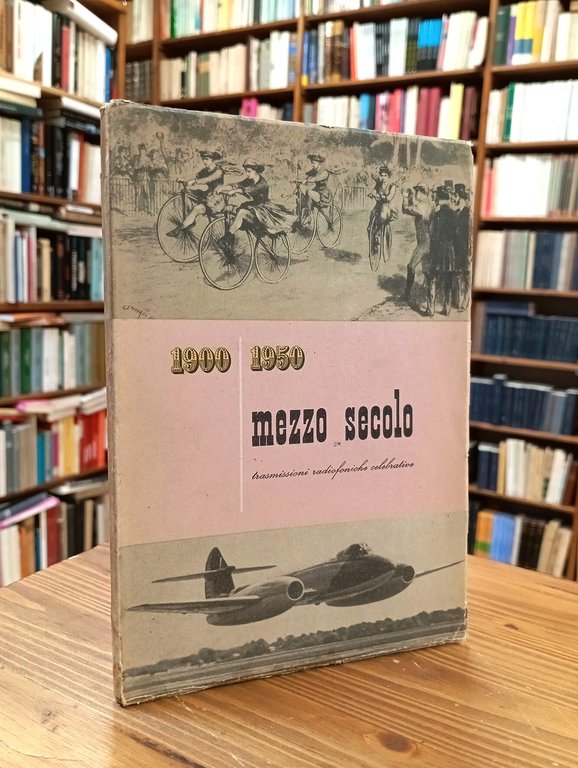 1900 1950
mezzo secolo
trasmissioni radiofoniche celebrative